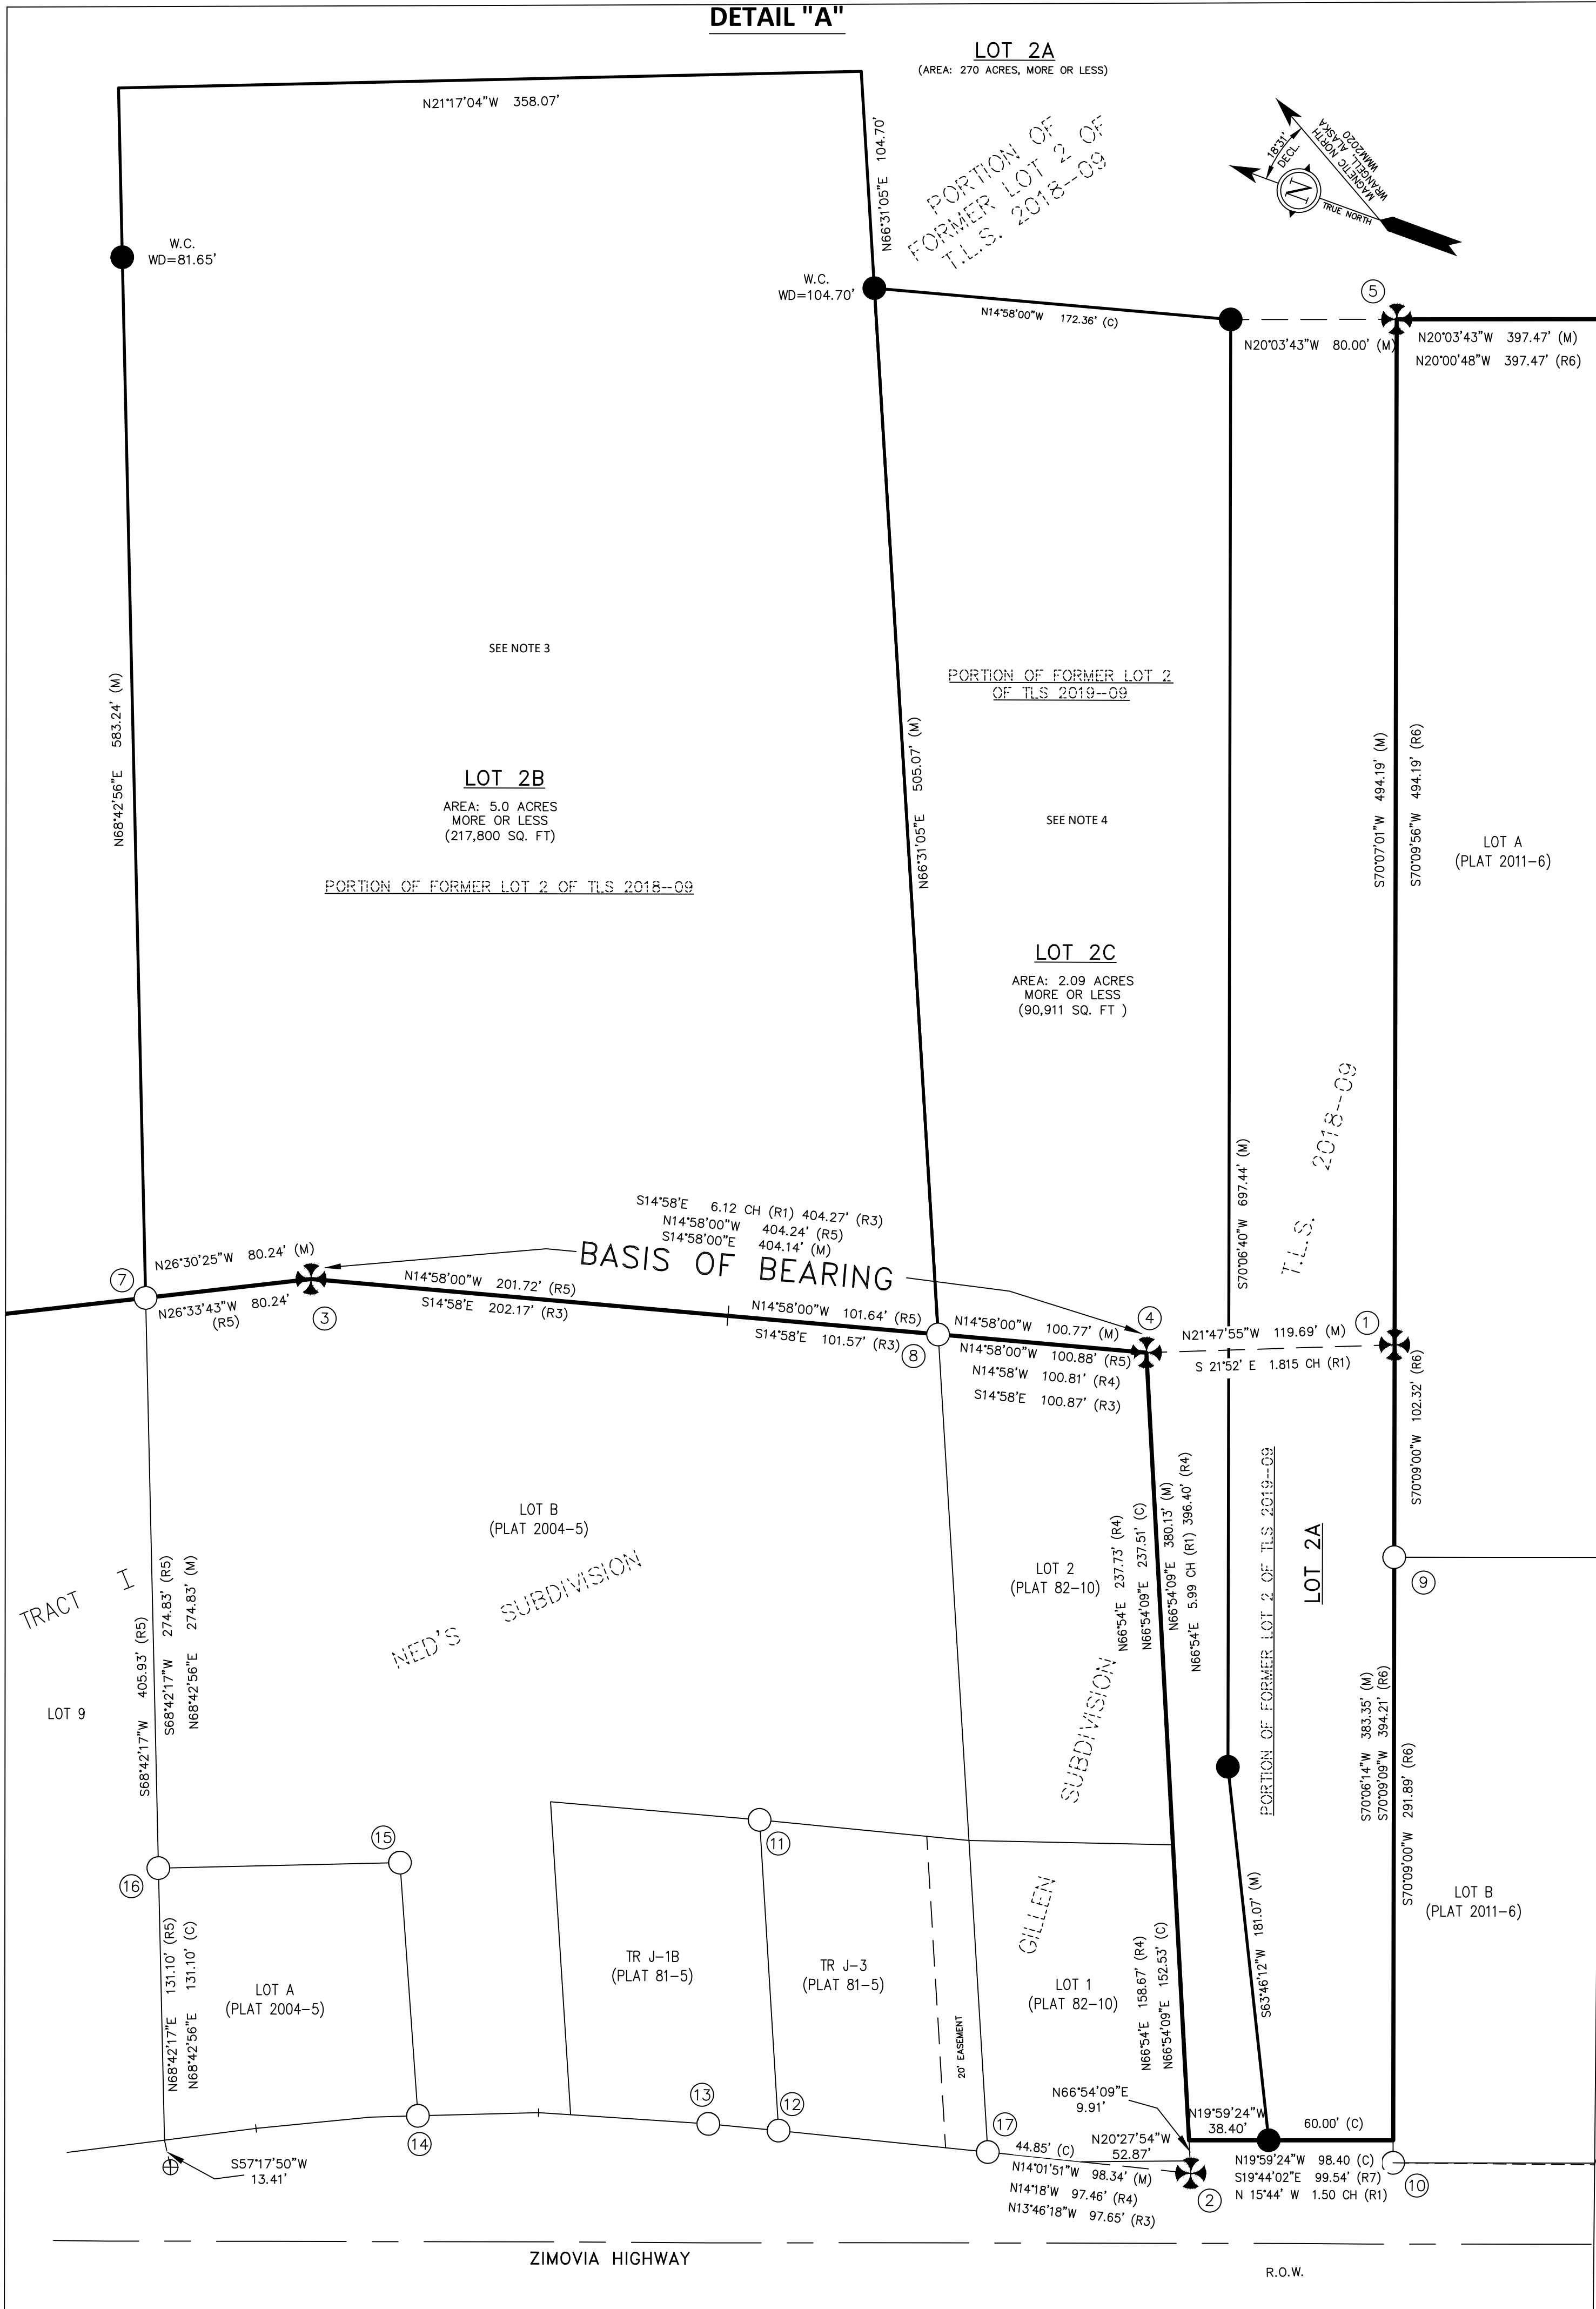 DETAIL "A"
LOT 2A
(AREA: 270 ACRES, MORE OR LESS)
N21°17'04"W 358.07'
N66°31'05"E 104.70'
PORTION OF
FORMER LOT 2 OF
T.L.S. 2018--09
18°31'
DECL.
MAGNETIC NORTH
WRANGELL, ALASKA
WMM2020
N
TRUE NORTH
W.C.
WD=81.65'
W.C.
WD=104.70'
N14°58'00"W 172.36' (C)
5
N20°03'43"W 80.00' (M)
N20°03'43"W 397.47' (M)
N20°00'48"W 397.47' (R6)
SEE NOTE 3
N68°42'56"E 583.24' (M)
LOT 2B
AREA: 5.0 ACRES
MORE OR LESS
(217,800 SQ. FT)
PORTION OF FORMER LOT 2 OF TLS 2018--09
N66°31'05"E 505.07' (M)
PORTION OF FORMER LOT 2
OF TLS 2019--09
SEE NOTE 4
LOT 2C
AREA: 2.09 ACRES
MORE OR LESS
(90,911 SQ. FT )
S70°07'01"W 494.19' (M)
S70°09'56"W 494.19' (R6)
LOT A
(PLAT 2011-6)
T.L.S. 2018--09
S70°06'40"W 697.44' (M)
S14°58'E 6.12 CH (R1) 404.27' (R3)
N14°58'00"W 404.24' (R5)
S14°58'00"E 404.14' (M)
BASIS OF BEARING
7
N26°30'25"W 80.24' (M)
N26°33'43"W 80.24'
(R5)
3
N14°58'00"W 201.72' (R5)
S14°58'E 202.17' (R3)
N14°58'00"W 101.64' (R5)
S14°58'E 101.57' (R3)
8
N14°58'00"W 100.77' (M)
N14°58'00"W 100.88' (R5)
N14°58'W 100.81' (R4)
S14°58'E 100.87' (R3)
4
N21°47'55"W 119.69' (M)
S 21°52' E 1.815 CH (R1)
1
S70°09'00"W 102.32' (R6)
9
TRACT I
LOT 9
S68°42'17"W 405.93' (R5)
S68°42'17"W 274.83' (R5)
N68°42'56"E 274.83' (M)
LOT B
(PLAT 2004-5)
NED'S SUBDIVISION
LOT 2
(PLAT 82-10)
GILLEN SUBDIVISION
N66°54'E 237.73' (R4)
N66°54'09"E 237.51' (C)
N66°54'09"E 380.13' (M)
N66°54'E 5.99 CH (R1) 396.40' (R4)
PORTION OF FORMER LOT 2 OF TLS 2019--09
LOT 2A
S70°06'14"W 383.35' (M)
S70°09'09"W 394.21' (R6)
S70°09'00"W 291.89' (R6)
LOT B
(PLAT 2011-6)
15
11
16
N68°42'17"E 131.10' (R5)
N68°42'56"E 131.10' (C)
LOT A
(PLAT 2004-5)
TR J-1B
(PLAT 81-5)
TR J-3
(PLAT 81-5)
20' EASEMENT
LOT 1
(PLAT 82-10)
N66°54'E 158.67' (R4)
N66°54'09"E 152.53' (C)
S63°46'12"W 181.07' (M)
N66°54'09"E
9.91'
N19°59'24"W
38.40'
60.00' (C)
13
12
14
17
S57°17'50"W
13.41'
44.85' (C)
N20°27'54"W
52.87'
N14°01'51"W 98.34' (M)
N14°18'W 97.46' (R4)
N13°46'18"W 97.65' (R3)
2
N19°59'24"W 98.40 (C)
S19°44'02"E 99.54' (R7)
N 15°44' W 1.50 CH (R1)
10
ZIMOVIA HIGHWAY
R.O.W.